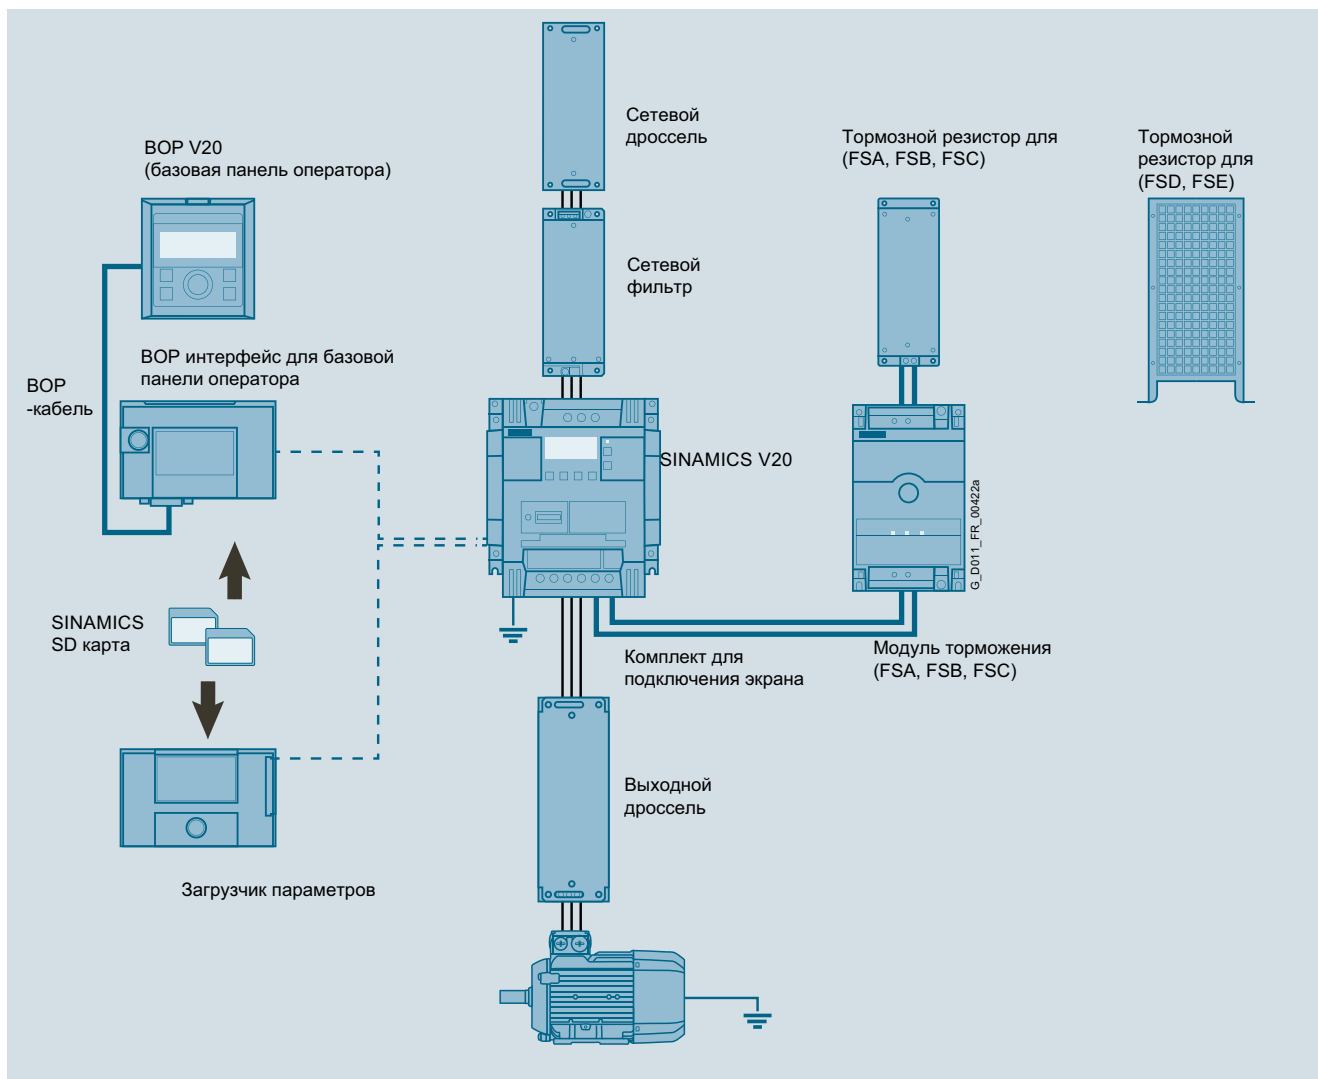 Сетевой
дроссель
Тормозной резистор для
(FSA, FSB, FSC)
Тормозной
резистор для
(FSD, FSE)
BOP V20
(базовая панель оператора)
Сетевой
фильтр
BOP интерфейс для базовой
панели оператора
BOP
-кабель
SINAMICS V20
G_D011_FR_00422a
SINAMICS
SD карта
Комплект для
подключения экрана
Модуль торможения
(FSA, FSB, FSC)
Выходной
дроссель
Загрузчик параметров